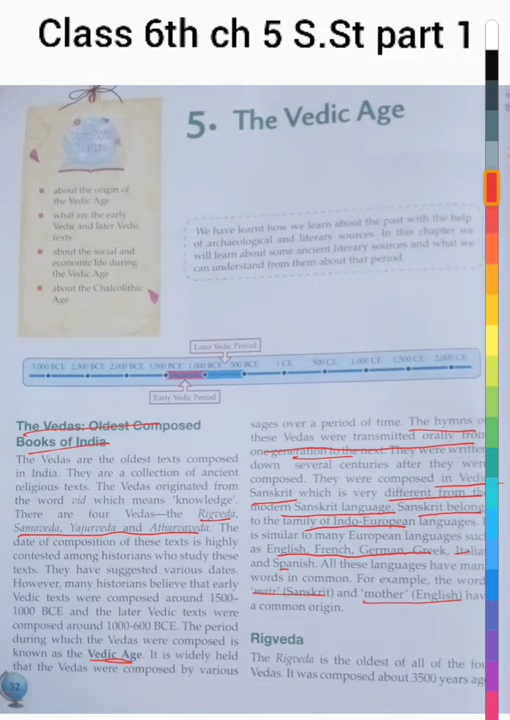 Class 6th ch 5 S.St part 1
5. The Vedic Age
You Will
Learn
about the origin of
the Vedic Age
what are the early
Vedic and later Vedic
texts
about the social and
economic life during
the Vedic Age
about the Chalcolithic
Age
We have learnt how we learn about the past with the help
of archaeological and literary sources. In this chapter we
will learn about some ancient literary sources and what we
can understand from them about that period.
Later Vedic Period
3,000 BCE 2,500 BCE 2,000 BCE 1,500 BCE 1,000 BCE 500 BCE 1 CE 500 CE 1,000 CE 1,500 CE 2,000 CE
Early Vedic Period
The Vedas: Oldest Composed
Books of India
The Vedas are the oldest texts composed
in India. They are a collection of ancient
religious texts. The Vedas originated from
the word vid which means ‘knowledge’.
There are four Vedas—the Rigveda,
Samaveda, Yajurveda and Atharvaveda. The
date of composition of these texts is highly
contested among historians who study these
texts. They have suggested various dates.
However, many historians believe that early
Vedic texts were composed around 1500–
1000 BCE and the later Vedic texts were
composed around 1000-600 BCE. The period
during which the Vedas were composed is
known as the Vedic Age. It is widely held
that the Vedas were composed by various
32
sages over a period of time. The hymns o
these Vedas were transmitted orally from
one generation to the next. They were written
down several centuries after they were
composed. They were composed in Vedi
Sanskrit which is very different from the
modern Sanskrit language. Sanskrit belong
to the family of Indo-European languages. I
is similar to many European languages suc
as English, French, German, Greek, Italia
and Spanish. All these languages have man
words in common. For example, the word
‘matr’ (Sanskrit) and ‘mother’ (English) hav
a common origin.
Rigveda
The Rigveda is the oldest of all of the fou
Vedas. It was composed about 3500 years ag